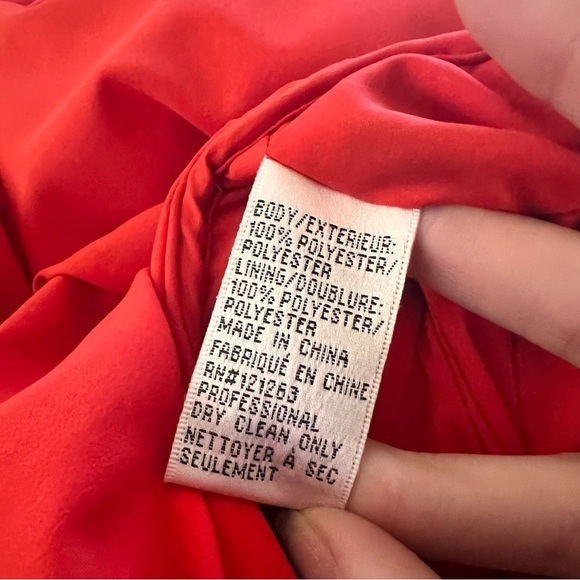 BODY/EXTERIEUR:
100% POLYESTER/
POLYESTER
LINING/DOUBLURE:
100% POLYESTER/
POLYESTER
MADE IN CHINA
FABRIQUÉ EN CHINE
RN#121263
PROFESSIONAL
DRY CLEAN ONLY
NETTOYER À SEC
SEULEMENT